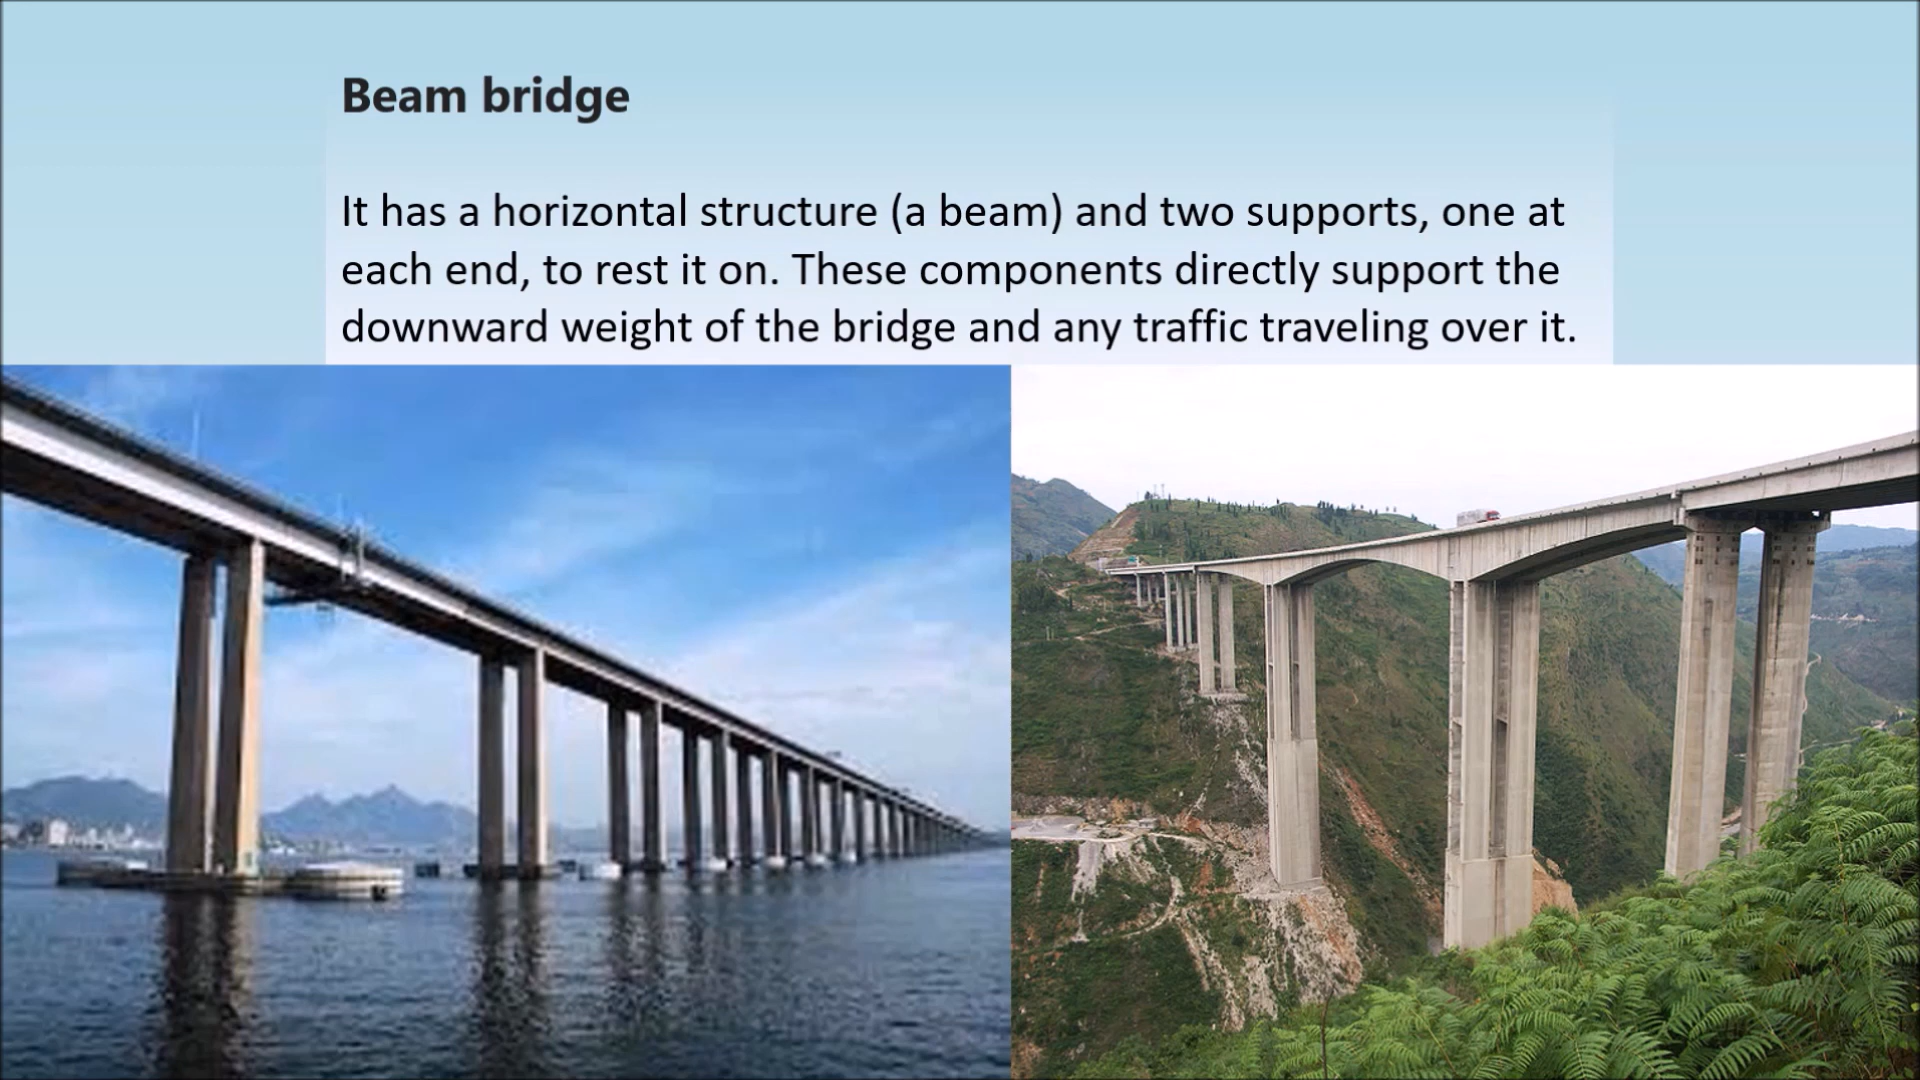 Beam bridge
It has a horizontal structure (a beam) and two supports, one at
each end, to rest it on. These components directly support the
downward weight of the bridge and any traffic traveling over it.